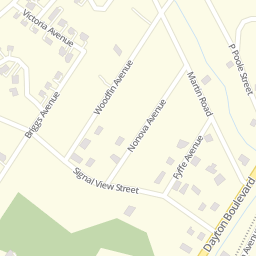 Victoria Avenue
P Poole Street
Woodfin Avenue
Martin Road
Briggs Avenue
Nonova Avenue
Fyffe Avenue
Signal View Street
Dayton Boulevard
Avenue